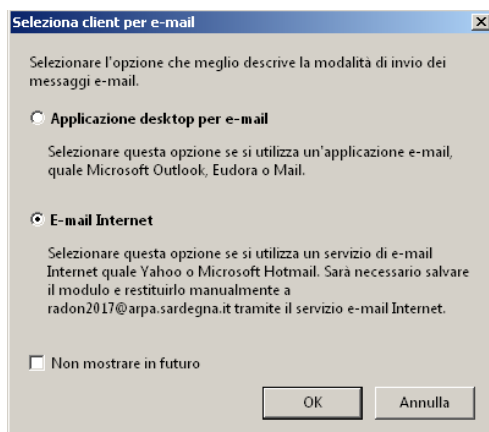 Seleziona client per e-mail
Selezionare l'opzione che meglio descrive la modalità di invio dei
messaggi e-mail.
Applicazione desktop per e-mail
Selezionare questa opzione se si utilizza un'applicazione e-mail,
quale Microsoft Outlook, Eudora o Mail.
E-mail Internet
Selezionare questa opzione se si utilizza un servizio di e-mail
Internet quale Yahoo o Microsoft Hotmail. Sarà necessario salvare
il modulo e restituirlo manualmente a
radon2017@arpa.sardegna.it tramite il servizio e-mail Internet.
Non mostrare in futuro
OK Annulla